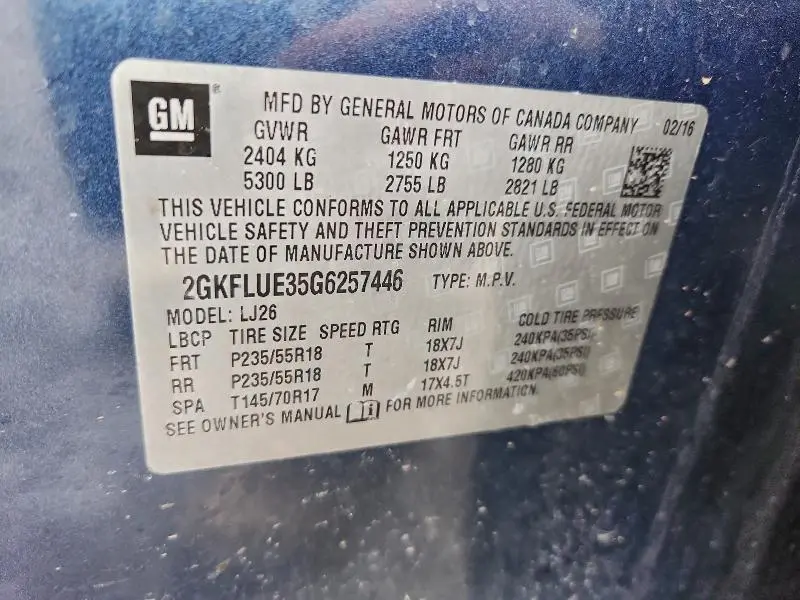 GM®
MFD BY GENERAL MOTORS OF CANADA COMPANY 02/16
GVWR GAWR FRT GAWR RR
2404 KG 1250 KG 1280 KG
5300 LB 2755 LB 2821 LB
THIS VEHICLE CONFORMS TO ALL APPLICABLE U.S. FEDERAL MOTOR
VEHICLE SAFETY AND THEFT PREVENTION STANDARDS IN EFFECT ON
THE DATE OF MANUFACTURE SHOWN ABOVE.
2GKFLUE35G6257446 TYPE: M.P.V.
MODEL: LJ26
LBCP TIRE SIZE SPEED RTG RIM COLD TIRE PRESSURE
FRT P235/55R18 T 18X7J 240KPA(35PSI)
RR P235/55R18 T 18X7J 240KPA(35PSI)
SPA T145/70R17 M 17X4.5T 420KPA(60PSI)
SEE OWNER'S MANUAL FOR MORE INFORMATION.